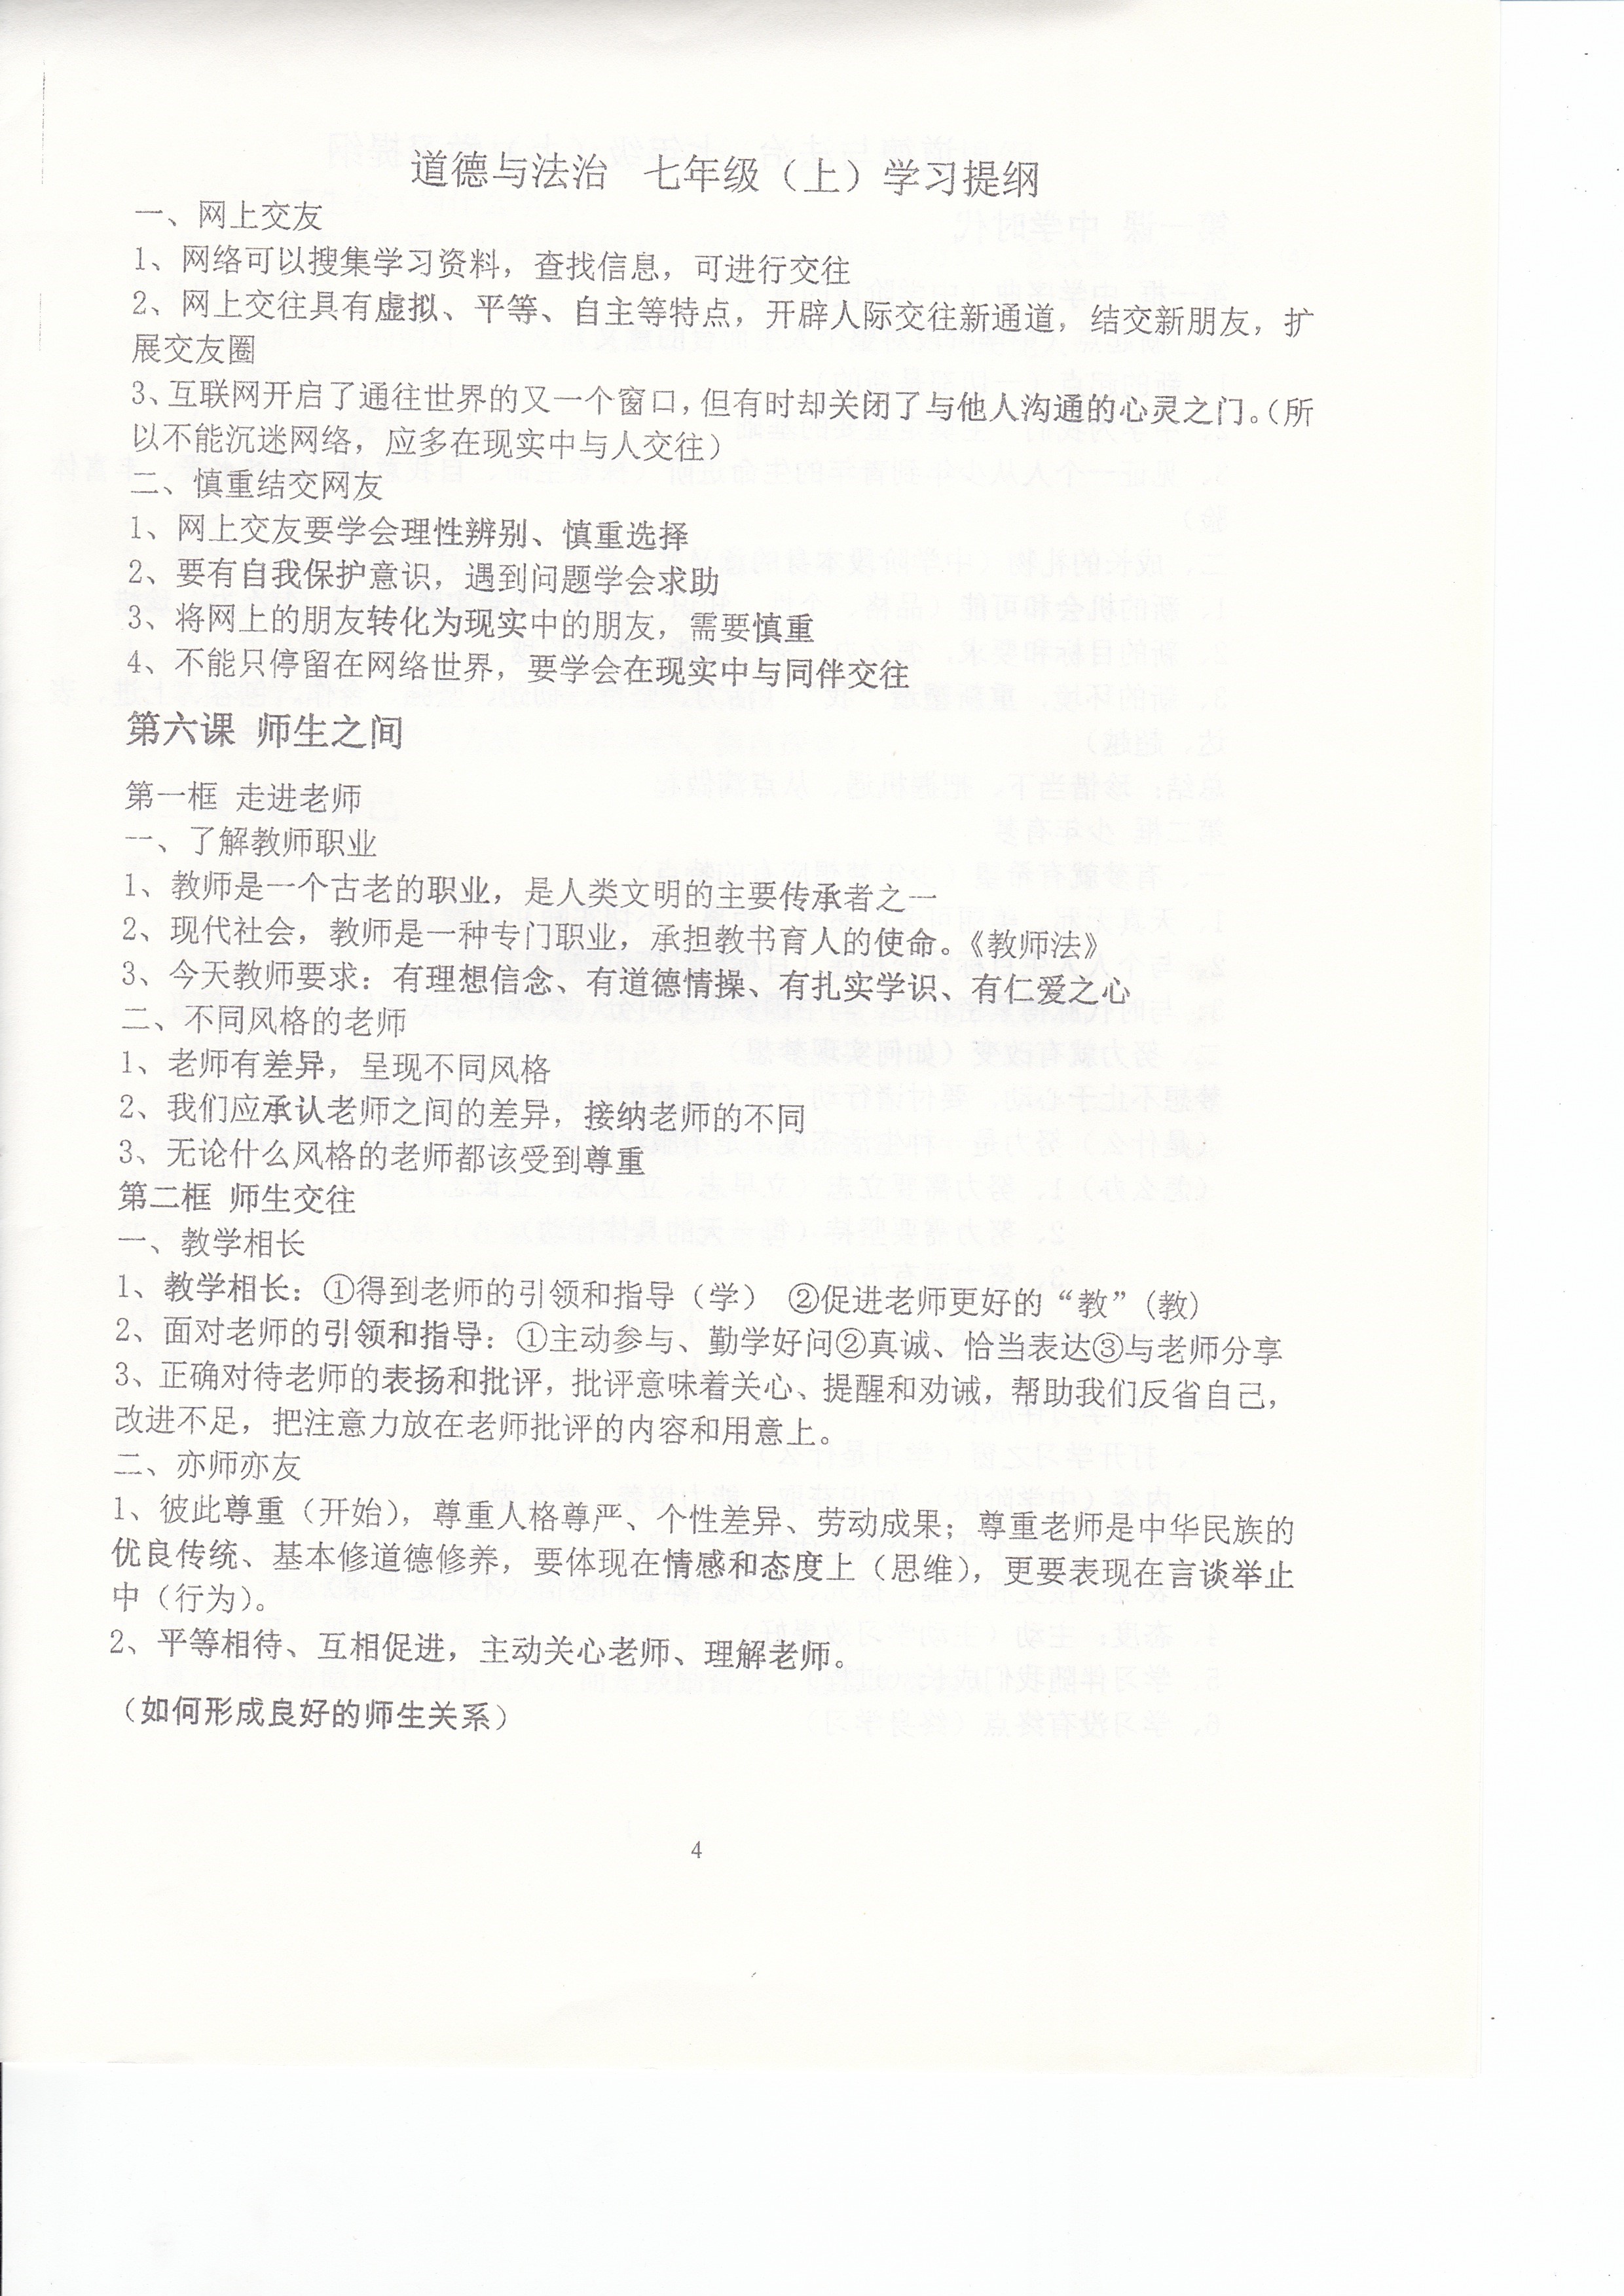 道德与法治 七年级（上）学习提纲
一、网上交友
1、网络可以搜集学习资料，查找信息，可进行交往
2、网上交往具有虚拟、平等、自主等特点，开辟人际交往新通道，结交新朋友，扩
展交友圈
3、互联网开启了通往世界的又一个窗口，但有时却关闭了与他人沟通的心灵之门。（所
以不能沉迷网络，应多在现实中与人交往）
二、慎重结交网友
1、网上交友要学会理性辨别、慎重选择
2、要有自我保护意识，遇到问题学会求助
3、将网上的朋友转化为现实中的朋友，需要慎重
4、不能只停留在网络世界，要学会在现实中与同伴交往
第六课 师生之间
第一框 走进老师
一、了解教师职业
1、教师是一个古老的职业，是人类文明的主要传承者之一
2、现代社会，教师是一种专门职业，承担教书育人的使命。《教师法》
3、今天教师要求：有理想信念、有道德情操、有扎实学识、有仁爱之心
二、不同风格的老师
1、老师有差异，呈现不同风格
2、我们应承认老师之间的差异，接纳老师的不同
3、无论什么风格的老师都该受到尊重
第二框 师生交往
一、教学相长
1、教学相长：①得到老师的引领和指导（学） ②促进老师更好的“教”(教)
2、面对老师的引领和指导：①主动参与、勤学好问②真诚、恰当表达③与老师分享
3、正确对待老师的表扬和批评，批评意味着关心、提醒和劝诫，帮助我们反省自己，
改进不足，把注意力放在老师批评的内容和用意上。
二、亦师亦友
1、彼此尊重（开始），尊重人格尊严、个性差异、劳动成果；尊重老师是中华民族的
优良传统、基本修道德修养，要体现在情感和态度上（思维），更要表现在言谈举止
中（行为）。
2、平等相待、互相促进，主动关心老师、理解老师。
（如何形成良好的师生关系）
4